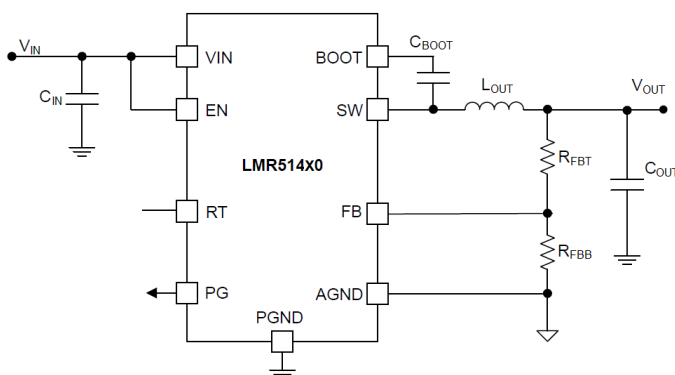 VIN
CIN
VIN
EN
RT
PG
PGND
LMR514x0
BOOT
SW
FB
AGND
CBOOT
LOUT
VOUT
RFBT
COUT
RFBB